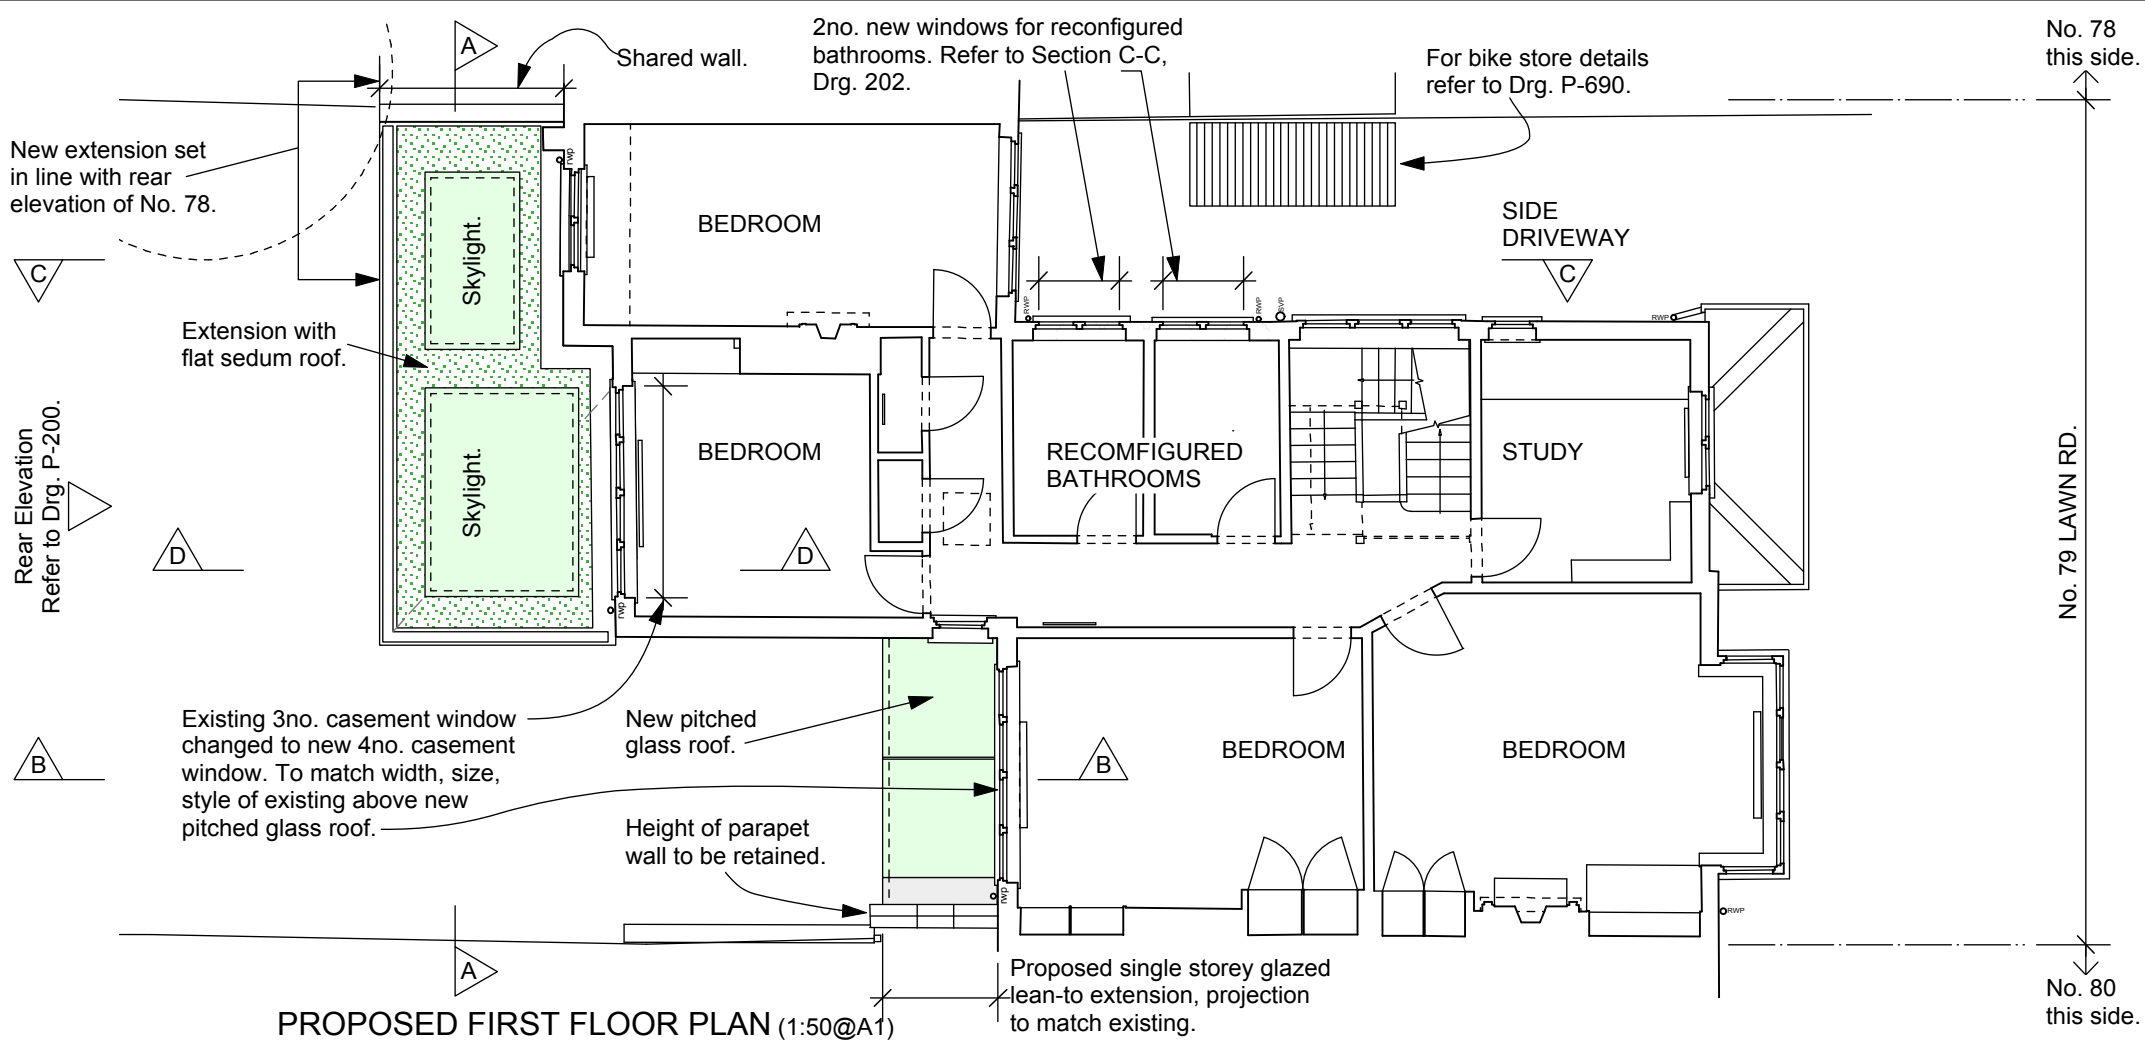 A
Shared wall.
2no. new windows for reconfigured
bathrooms. Refer to Section C-C,
Drg. 202.
For bike store details
refer to Drg. P-690.
No. 78
this side.
New extension set
in line with rear
elevation of No. 78.
rwp
Skylight.
BEDROOM
SIDE
DRIVEWAY
C
C
RWP
RWP
SVP
RWP
Extension with
flat sedum roof.
Rear Elevation
Refer to Drg. P-200.
Skylight.
BEDROOM
RECOMFIGURED
BATHROOMS
STUDY
No. 79 LAWN RD.
D
D
rwp
Existing 3no. casement window
changed to new 4no. casement
window. To match width, size,
style of existing above new
pitched glass roof.
New pitched
glass roof.
BEDROOM
BEDROOM
B
B
Height of parapet
wall to be retained.
rwp
RWP
A
Proposed single storey glazed
lean-to extension, projection
to match existing.
No. 80
this side.
PROPOSED FIRST FLOOR PLAN (1:50@A1)